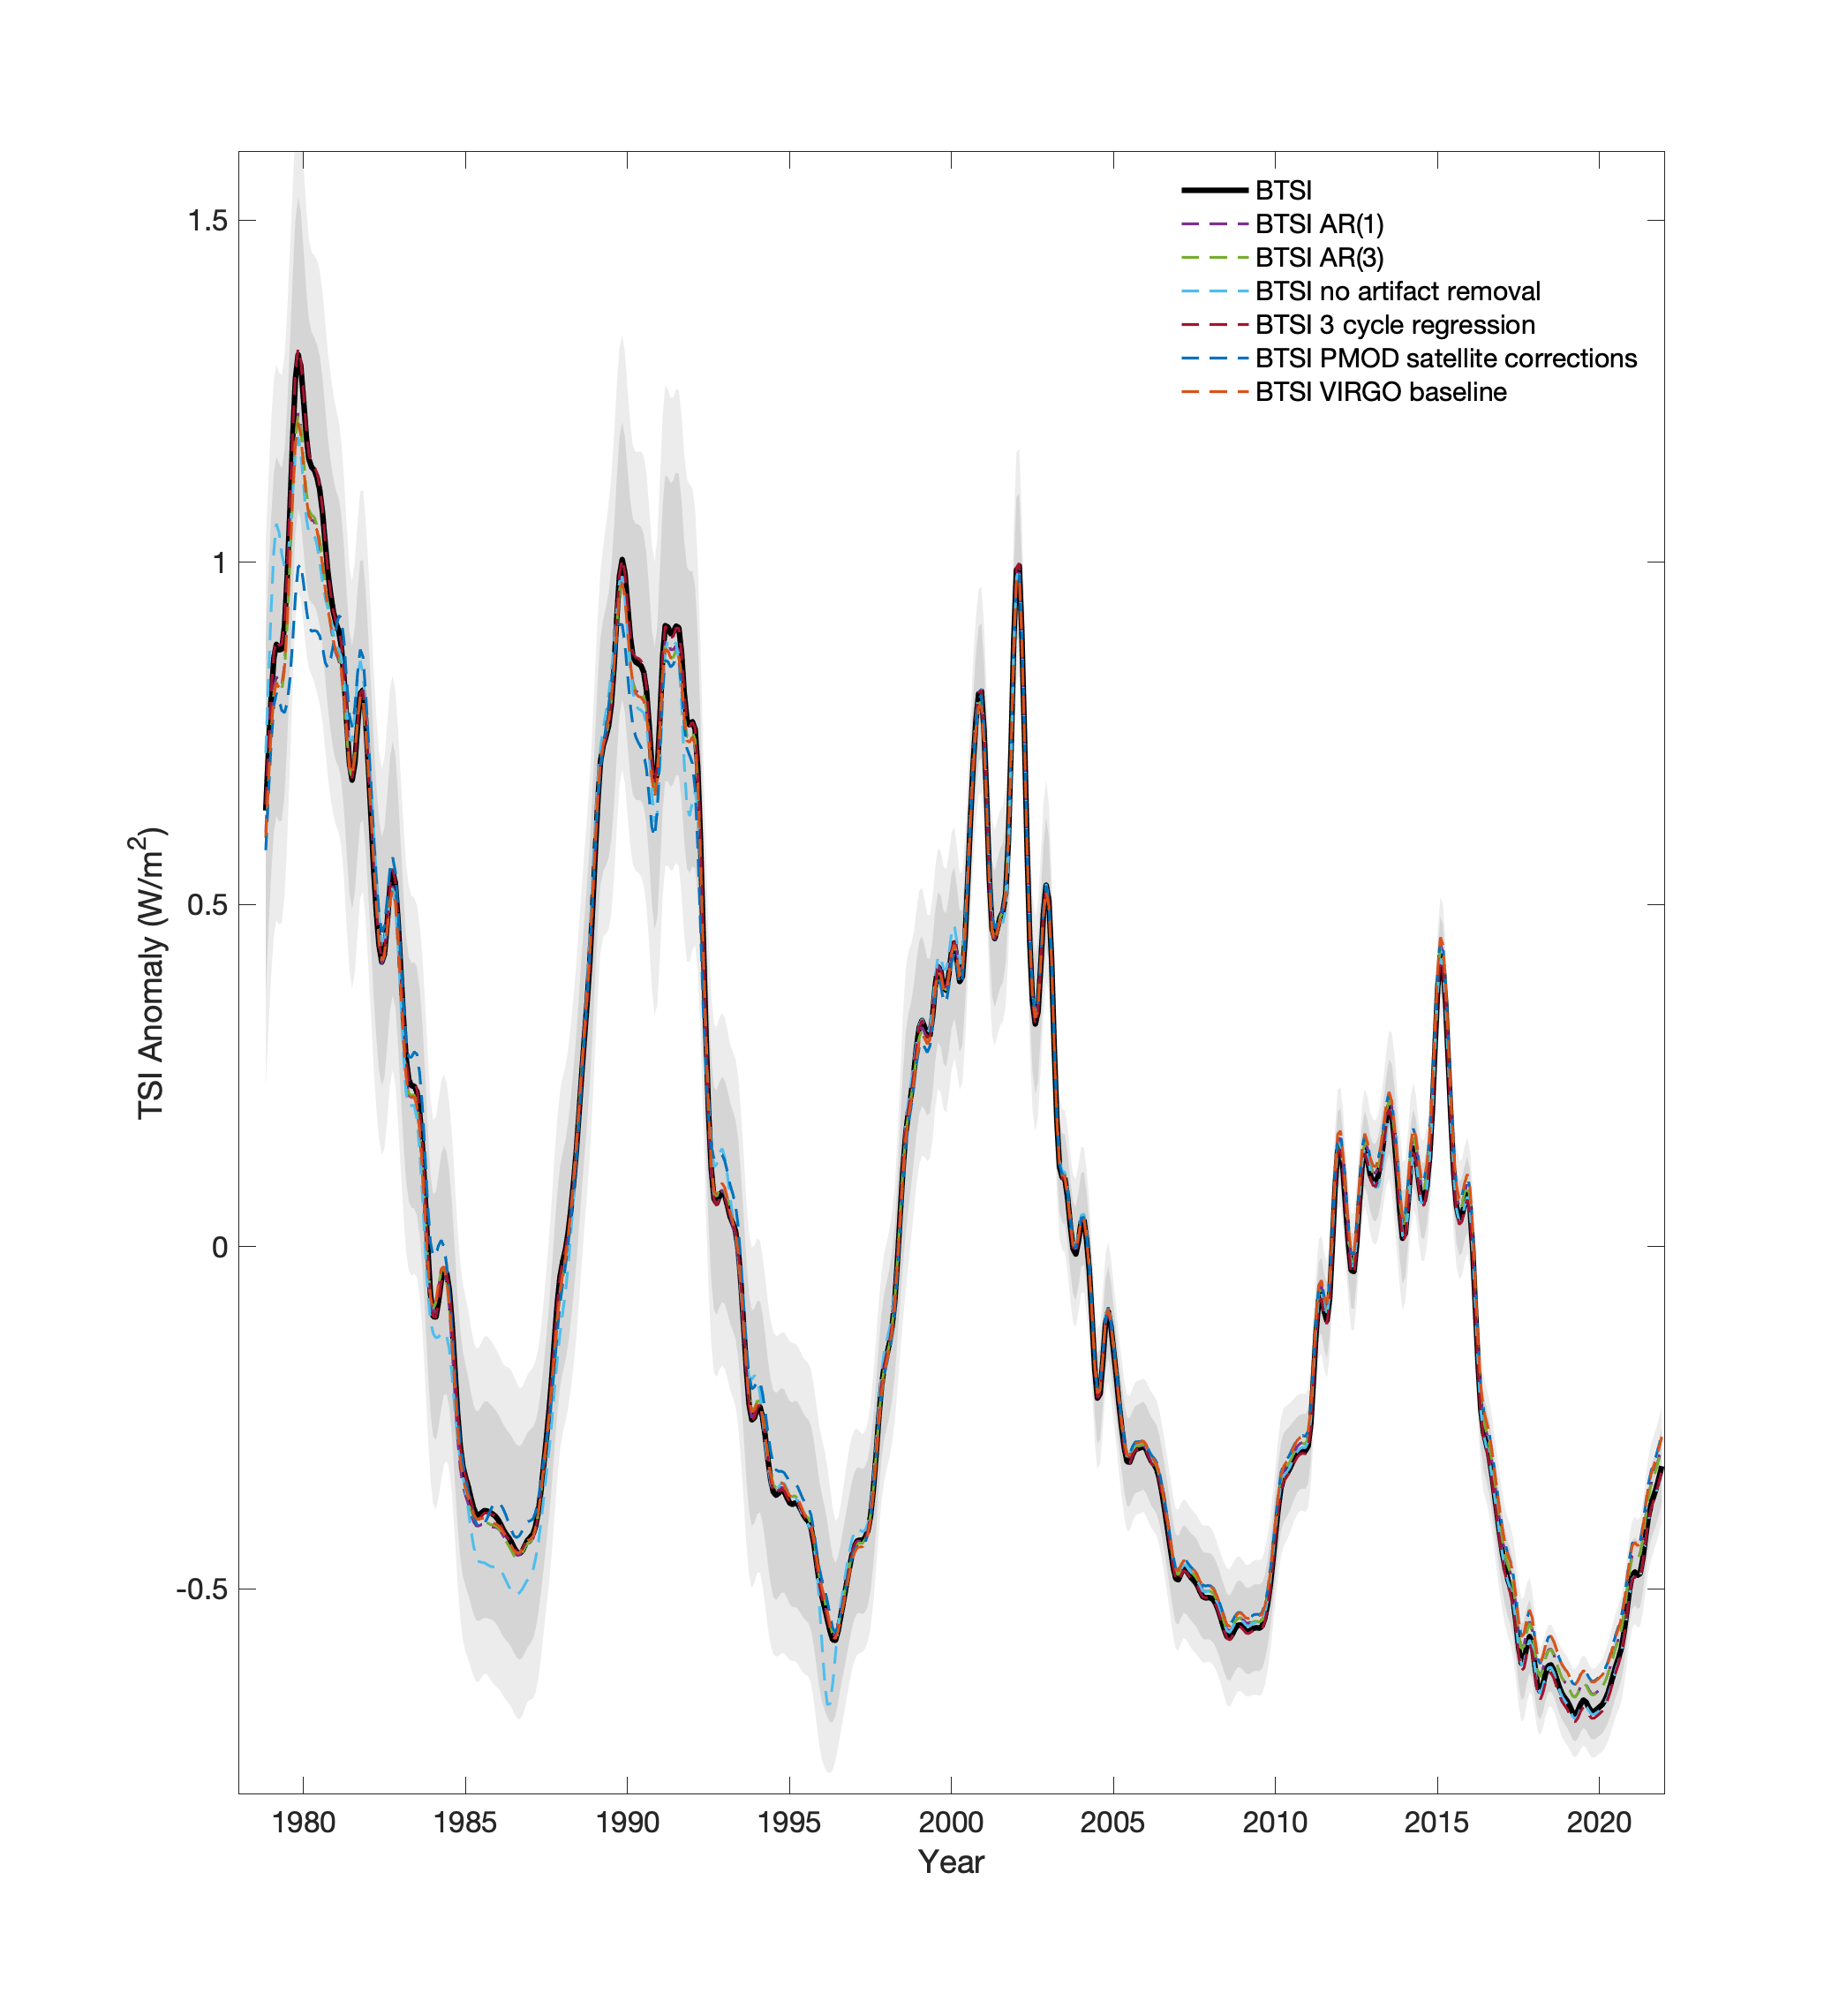 BTSI
BTSI AR(1)
BTSI AR(3)
BTSI no artifact removal
BTSI 3 cycle regression
BTSI PMOD satellite corrections
BTSI VIRGO baseline
TSI Anomaly (W/m²)
1.5
1
0.5
0
-0.5
1980 1985 1990 1995 2000 2005 2010 2015 2020
Year